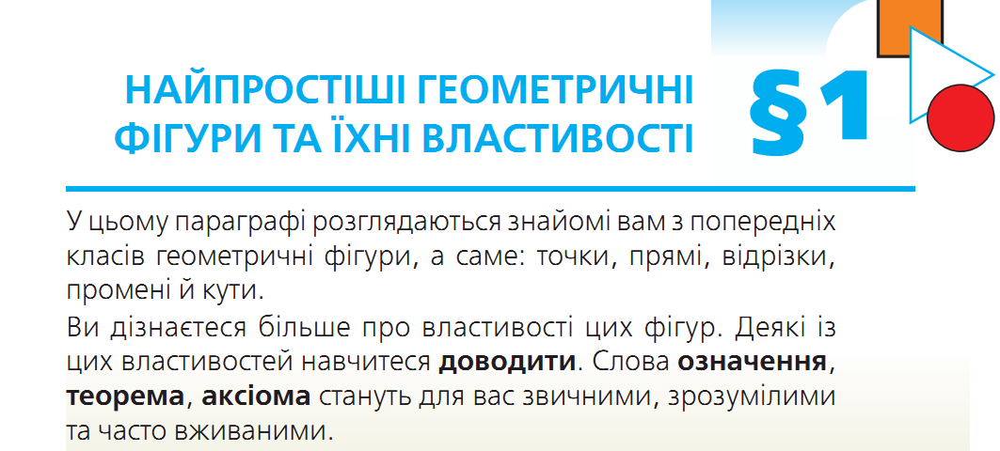 НАЙПРОСТІШІ ГЕОМЕТРИЧНІ
ФІГУРИ ТА ЇХНІ ВЛАСТИВОСТІ
§1
У цьому параграфі розглядаються знайомі вам з попередніх
класів геометричні фігури, а саме: точки, прямі, відрізки,
промені й кути.
Ви дізнаєтеся більше про властивості цих фігур. Деякі із
цих властивостей навчитеся доводити. Слова означення,
теорема, аксіома стануть для вас звичними, зрозумілими
та часто вживаними.